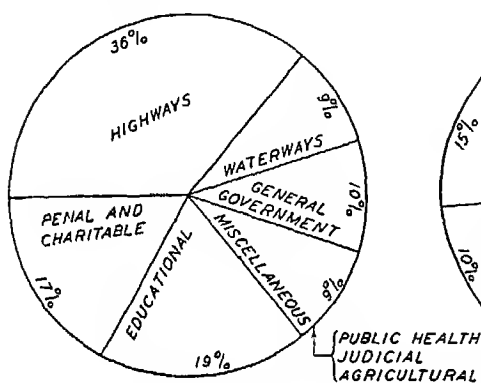 36%
HIGHWAYS
9%
WATERWAYS
10%
GENERAL
GOVERNMENT
9%
MISCELLANEOUS
19%
EDUCATIONAL
17%
PENAL AND
CHARITABLE
PUBLIC HEALTH
JUDICIAL
AGRICULTURAL
15%
10%